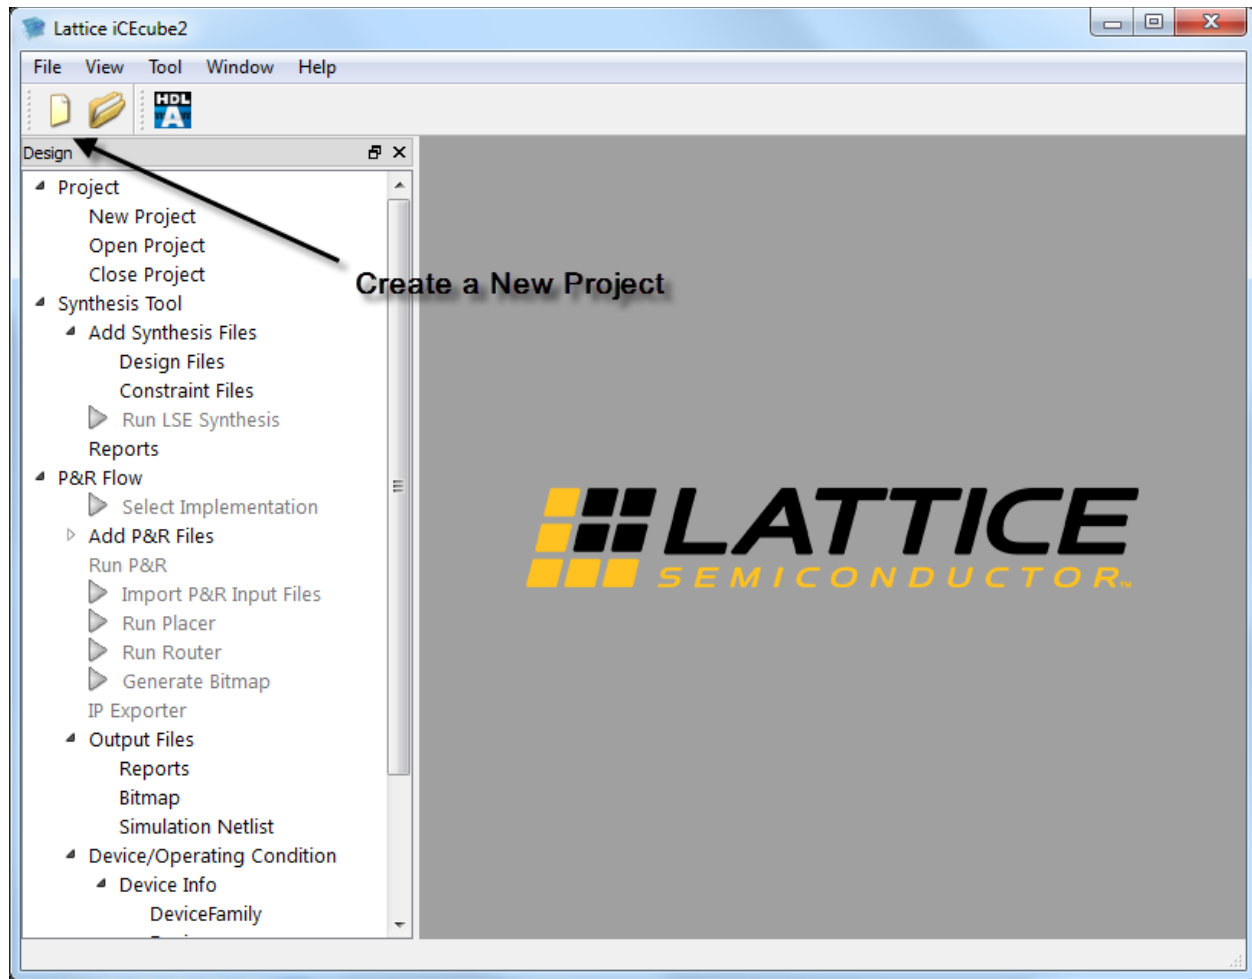 Lattice iCEcube2
File View Tool Window Help
HDL
A
Design
Project
New Project
Open Project
Close Project
Create a New Project
Synthesis Tool
Add Synthesis Files
Design Files
Constraint Files
Run LSE Synthesis
Reports
P&R Flow
Select Implementation
Add P&R Files
Run P&R
Import P&R Input Files
Run Placer
Run Router
Generate Bitmap
IP Exporter
Output Files
Reports
Bitmap
Simulation Netlist
Device/Operating Condition
Device Info
DeviceFamily
LATTICE
SEMICONDUCTOR™